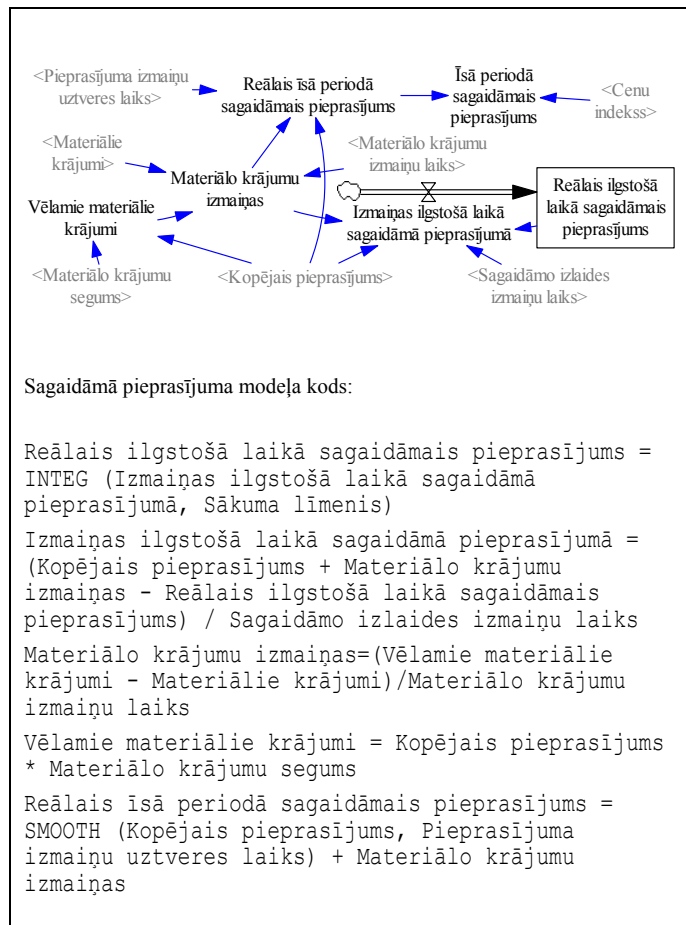 <Pieprasījuma izmaiņu
uztveres laiks>
Reālais īsā periodā
sagaidāmais pieprasījums
Īsā periodā
sagaidāmais
pieprasījums
<Cenu
indekss>
<Materiālie
krājumi>
Materiālo krājumu
izmaiņas
<Materiālo krājumu
izmaiņu laiks>
Vēlamie materiālie
krājumi
Izmaiņas ilgstošā laikā
sagaidāmā pieprasījumā
Reālais ilgstošā
laikā sagaidāmais
pieprasījums
<Materiālo krājumu
segums>
<Kopējais pieprasījums>
<Sagaidāmo izlaides
izmaiņu laiks>
Sagaidāmā pieprasījuma modeļa kods:
Reālais ilgstošā laikā sagaidāmais pieprasījums =
INTEG (Izmaiņas ilgstošā laikā sagaidāmā
pieprasījumā, Sākuma līmenis)
Izmaiņas ilgstošā laikā sagaidāmā pieprasījumā =
(Kopējais pieprasījums + Materiālo krājumu
izmaiņas - Reālais ilgstošā laikā sagaidāmais
pieprasījums) / Sagaidāmo izlaides izmaiņu laiks
Materiālo krājumu izmaiņas=(Vēlamie materiālie
krājumi - Materiālie krājumi)/Materiālo krājumu
izmaiņu laiks
Vēlamie materiālie krājumi = Kopējais pieprasījums
* Materiālo krājumu segums
Reālais īsā periodā sagaidāmais pieprasījums =
SMOOTH (Kopējais pieprasījums, Pieprasījuma
izmaiņu uztveres laiks) + Materiālo krājumu
izmaiņas